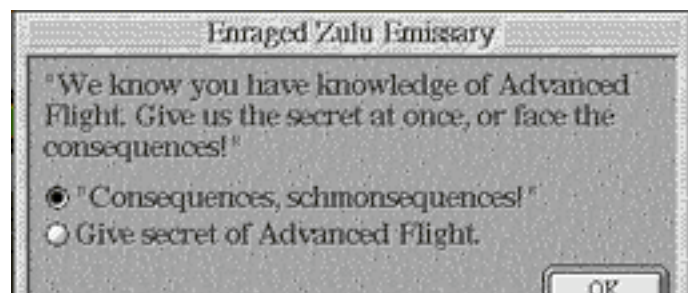 Enraged Zulu Emissary
"We know you have knowledge of Advanced
Flight. Give us the secret at once, or face the
consequences!"
"Consequences, schmonsequences!"
Give secret of Advanced Flight.
OK